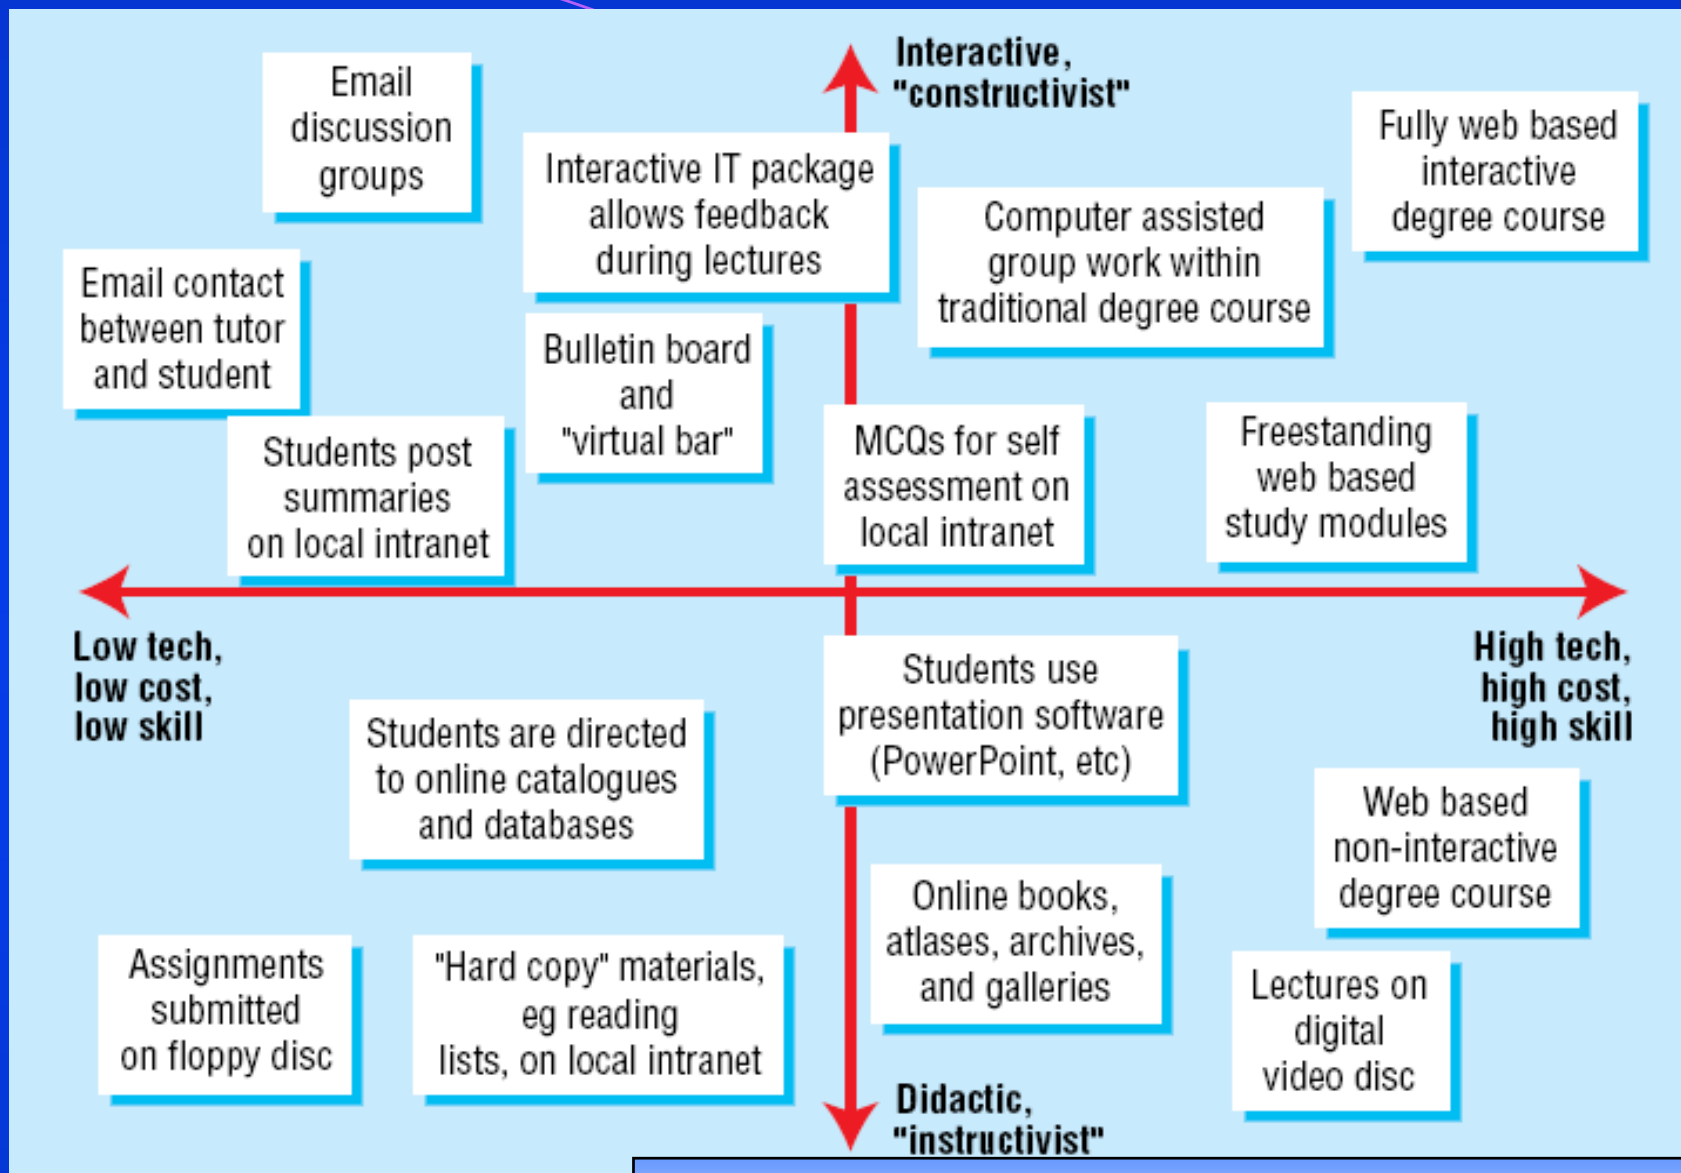 Interactive,
"constructivist"
Email
discussion
groups
Interactive IT package
allows feedback
during lectures
Fully web based
interactive
degree course
Computer assisted
group work within
traditional degree course
Email contact
between tutor
and student
Bulletin board
and
"virtual bar"
Students post
summaries
on local intranet
MCQs for self
assessment on
local intranet
Freestanding
web based
study modules
Low tech,
low cost,
low skill
High tech,
high cost,
high skill
Students use
presentation software
(PowerPoint, etc)
Students are directed
to online catalogues
and databases
Web based
non-interactive
degree course
Online books,
atlases, archives,
and galleries
Assignments
submitted
on floppy disc
"Hard copy" materials,
eg reading
lists, on local intranet
Lectures on
digital
video disc
Didactic,
"instructivist"